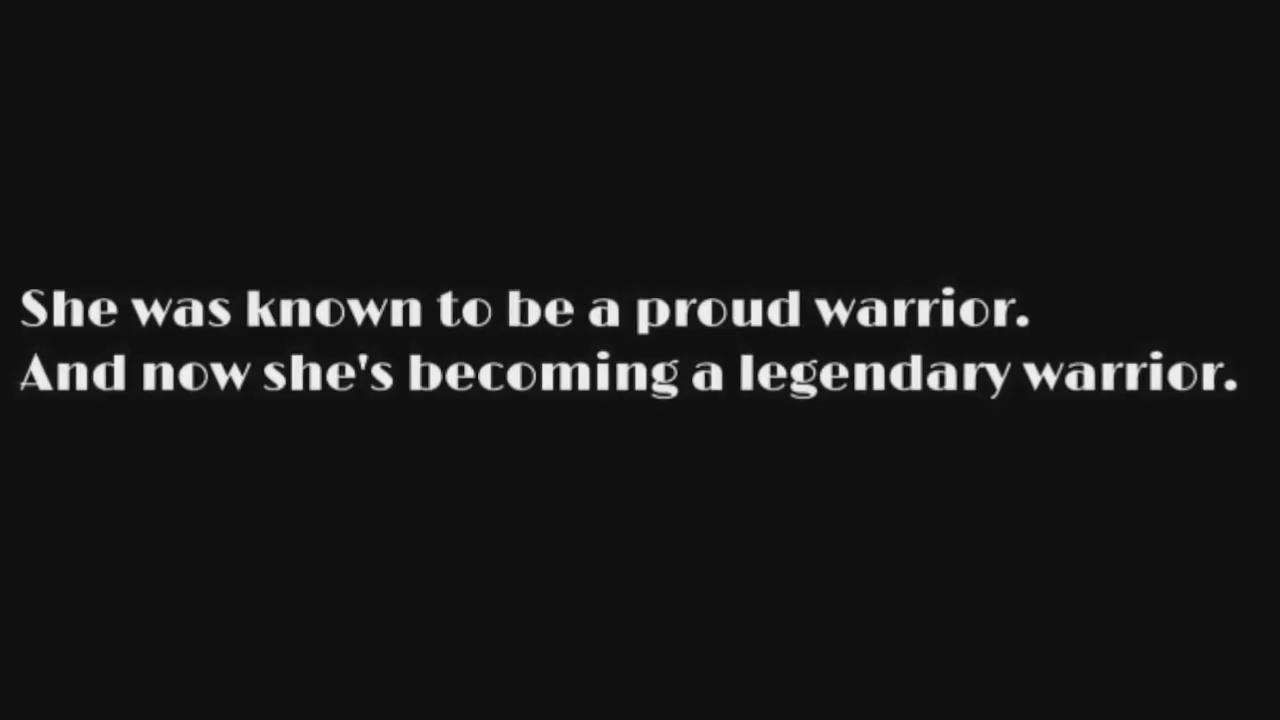 She was known to be a proud warrior.
And now she's becoming a legendary warrior.